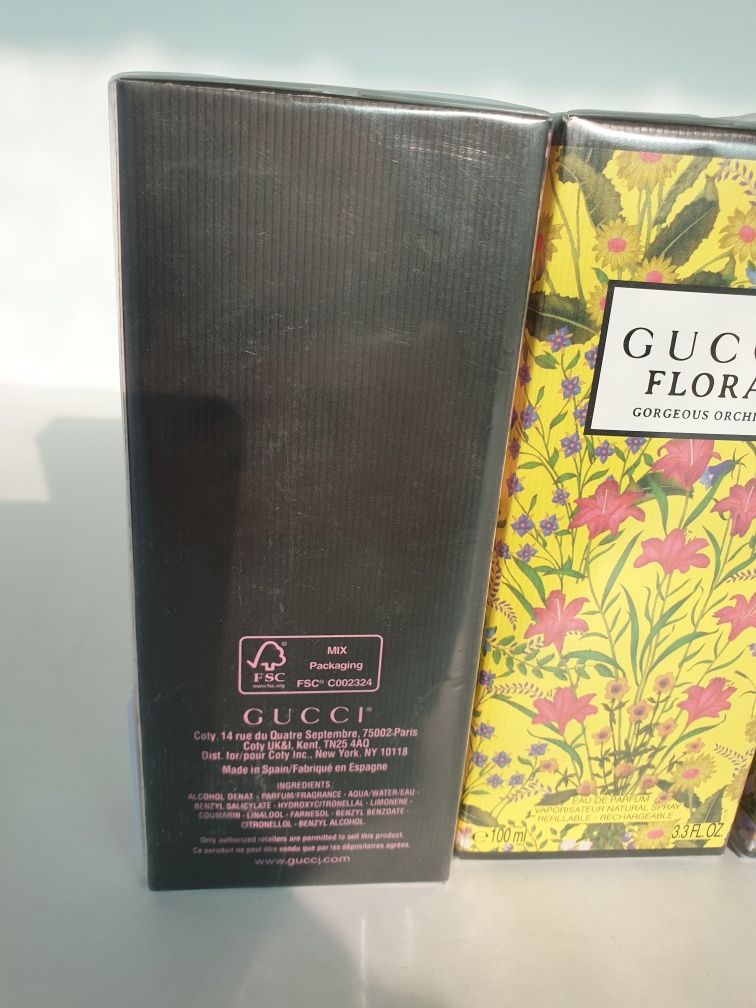 FSC®
www.fsc.org
MIX
Packaging
FSC® C002324
GUCCI®
Coty, 14 rue du Quatre Septembre, 75002 Paris
Coty UK&I, Kent, TN25 4AQ
Dist. for/pour Coty Inc., New York, NY 10118
Made in Spain/Fabriqué en Espagne
INGREDIENTS:
ALCOHOL DENAT - PARFUM/FRAGRANCE - AQUA/WATER/EAU -
BENZYL SALICYLATE - HYDROXYCITRONELLAL - LIMONENE -
COUMARIN - LINALOOL - FARNESOL - BENZYL BENZOATE -
CITRONELLOL - BENZYL ALCOHOL.
Only authorized retailers are permitted to sell this product.
Ce peroduit ne peut être vendu que par les dépositaires agréés.
www.gucci.com
GUCC
FLORA
GORGEOUS ORCHI
EAU DE PARFUM
VAPORISATEUR NATURAL SPRAY
REFILLABLE - RECHARGEABLE
e 100 ml
3.3 FL.OZ.